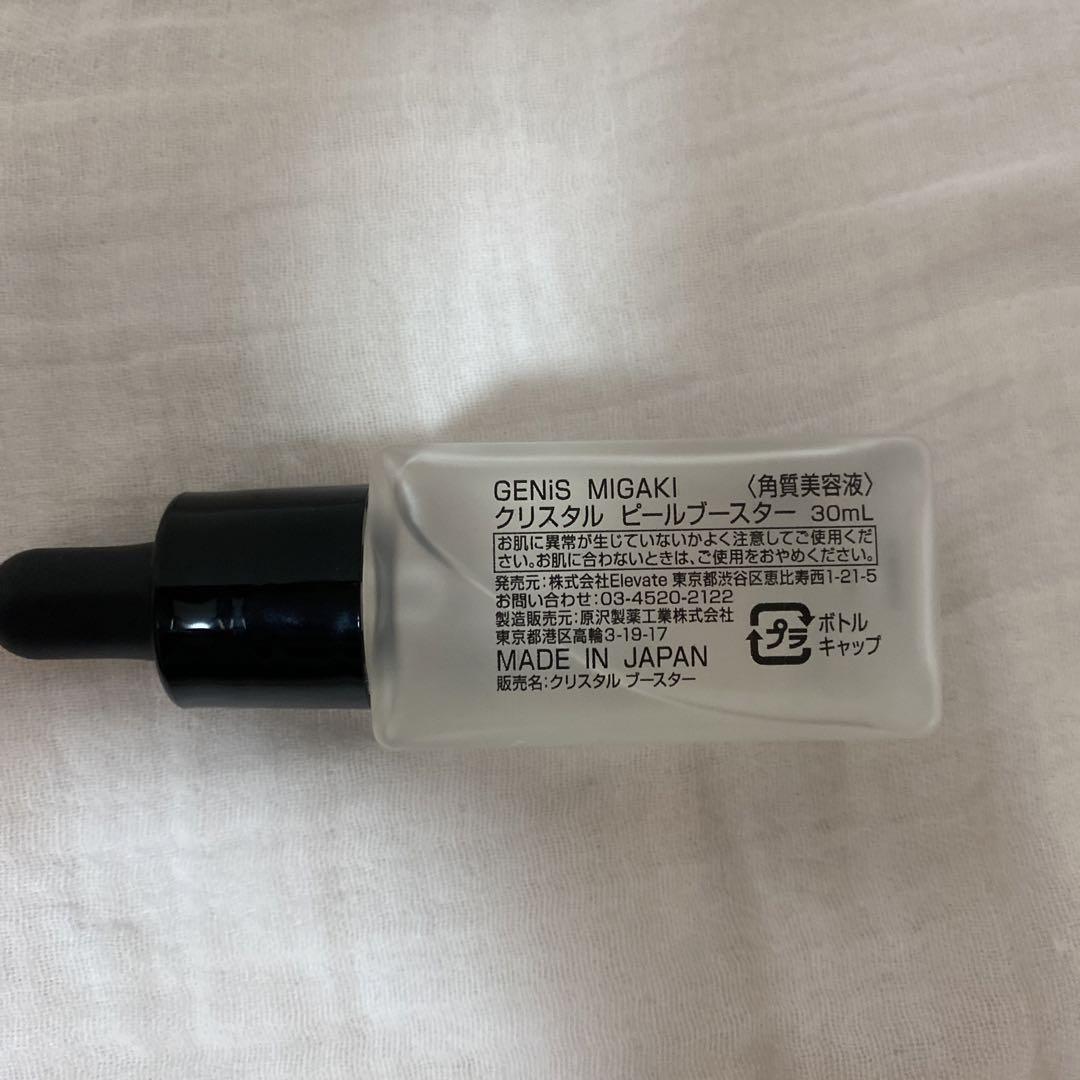 GENiS MIGAKI 〈角質美容液〉
クリスタル ピールブースター 30mL
お肌に異常が生じていないかよく注意してご使用くだ
さい。お肌に合わないときは、ご使用をおやめください。
発売元:株式会社Elevate 東京都渋谷区恵比寿西1-21-5
お問い合わせ:03-4520-2122
製造販売元:原沢製薬工業株式会社
東京都港区高輪3-19-17
MADE IN JAPAN
販売名:クリスタル ブースター
プラ
ボトル
キャップ